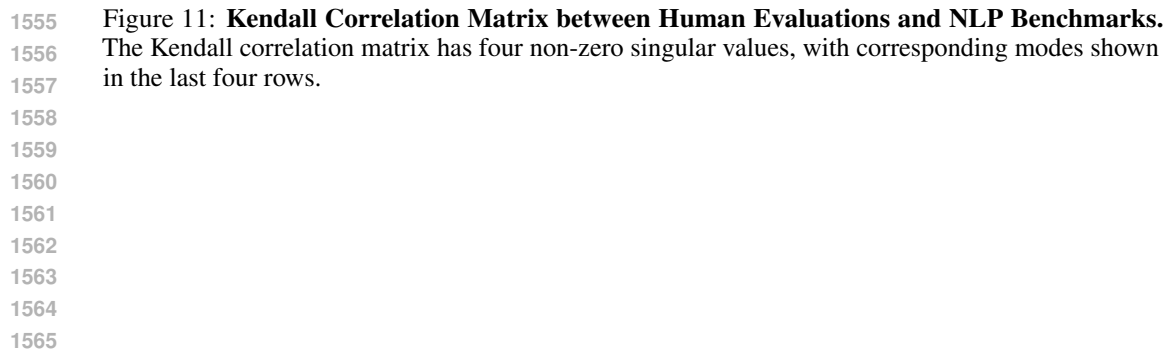 1555 Figure 11: Kendall Correlation Matrix between Human Evaluations and NLP Benchmarks.
1556 The Kendall correlation matrix has four non-zero singular values, with corresponding modes shown
1557 in the last four rows.
1558
1559
1560
1561
1562
1563
1564
1565